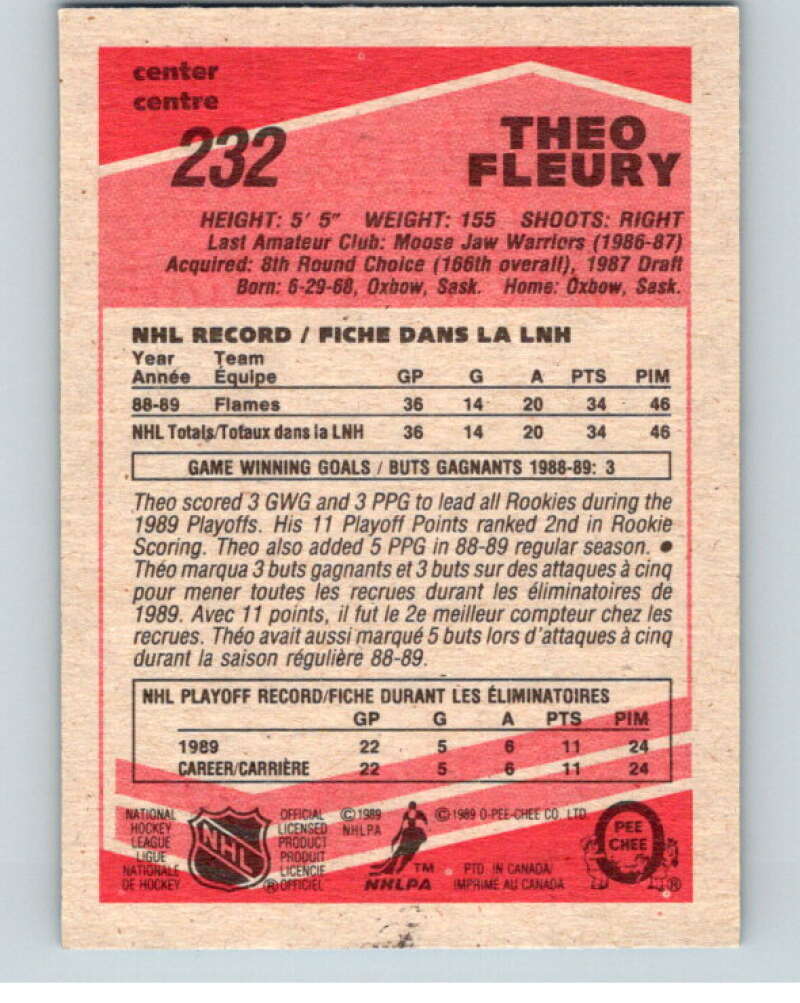 center
centre
232
THEO
FLEURY
HEIGHT: 5' 5" WEIGHT: 155 SHOOTS: RIGHT
Last Amateur Club: Moose Jaw Warriors (1986-87)
Acquired: 8th Round Choice (166th overall), 1987 Draft
Born: 6-29-68, Oxbow, Sask. Home: Oxbow, Sask.
NHL RECORD / FICHE DANS LA LNH
Year Team
Année Équipe GP G A PTS PIM
88-89 Flames 36 14 20 34 46
NHL Totals/Totaux dans la LNH 36 14 20 34 46
GAME WINNING GOALS / BUTS GAGNANTS 1988-89: 3
Theo scored 3 GWG and 3 PPG to lead all Rookies during the
1989 Playoffs. His 11 Playoff Points ranked 2nd in Rookie
Scoring. Theo also added 5 PPG in 88-89 regular season. ●
Théo marqua 3 buts gagnants et 3 buts sur des attaques à cinq
pour mener toutes les recrues durant les éliminatoires de
1989. Avec 11 points, il fut le 2e meilleur compteur chez les
recrues. Théo avait aussi marqué 5 buts lors d'attaques à cinq
durant la saison régulière 88-89.
NHL PLAYOFF RECORD/FICHE DURANT LES ÉLIMINATOIRES
GP G A PTS PIM
1989 22 5 6 11 24
CAREER/CARRIÈRE 22 5 6 11 24
NATIONAL
HOCKEY
LEAGUE
LIGUE
NATIONALE
DE HOCKEY
NHL
®
OFFICIAL
LICENSED
PRODUCT
PRODUIT
LICENCIÉ
OFFICIEL
© 1989
NHLPA
TM
NHLPA
© 1989 O-PEE-CHEE CO. LTD.
PTD. IN CANADA/
IMPRIMÉ AU CANADA
O
PEE
CHEE
®